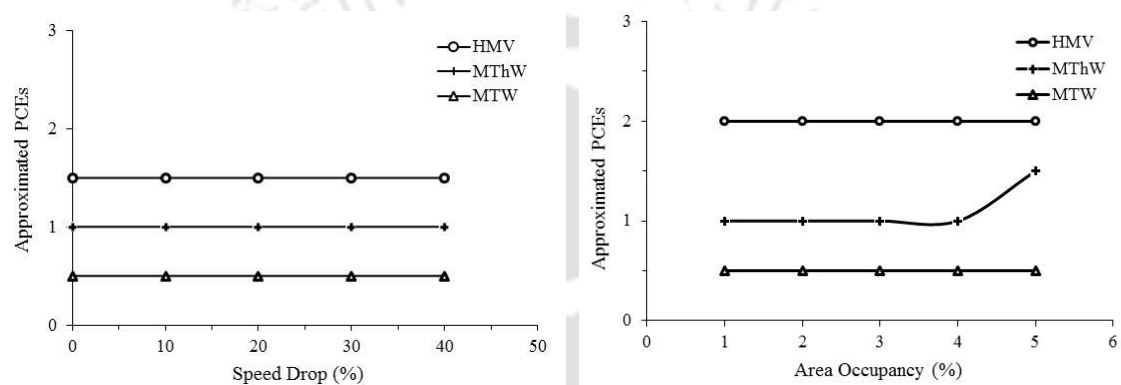 3
2
1
0
Approximated PCEs
HMV
MThW
MTW
0 10 20 30 40 50
Speed Drop (%)
3
2
1
0
Approximated PCEs
HMV
MThW
MTW
0 1 2 3 4 5 6
Area Occupancy (%)